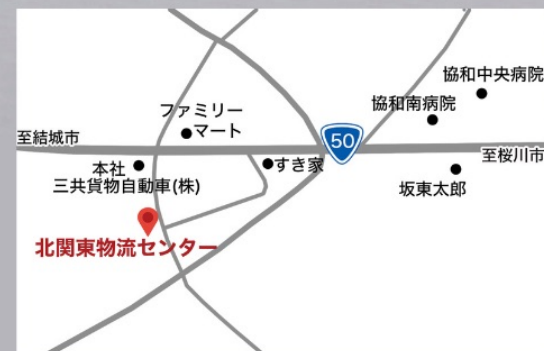 協和中央病院
協和南病院
ファミリー
マート
50
至結城市
至桜川市
本社
三共貨物自動車(株)
すき家
坂東太郎
北関東物流センター